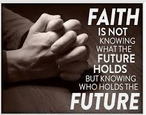 FAITH
IS NOT
KNOWING
WHAT THE
FUTURE
HOLDS
BUT KNOWING
WHO HOLDS THE
FUTURE